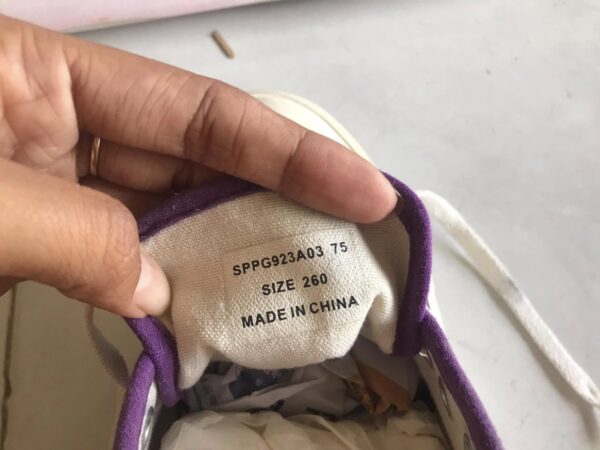 SPPG923A03 75
SIZE 260
MADE IN CHINA